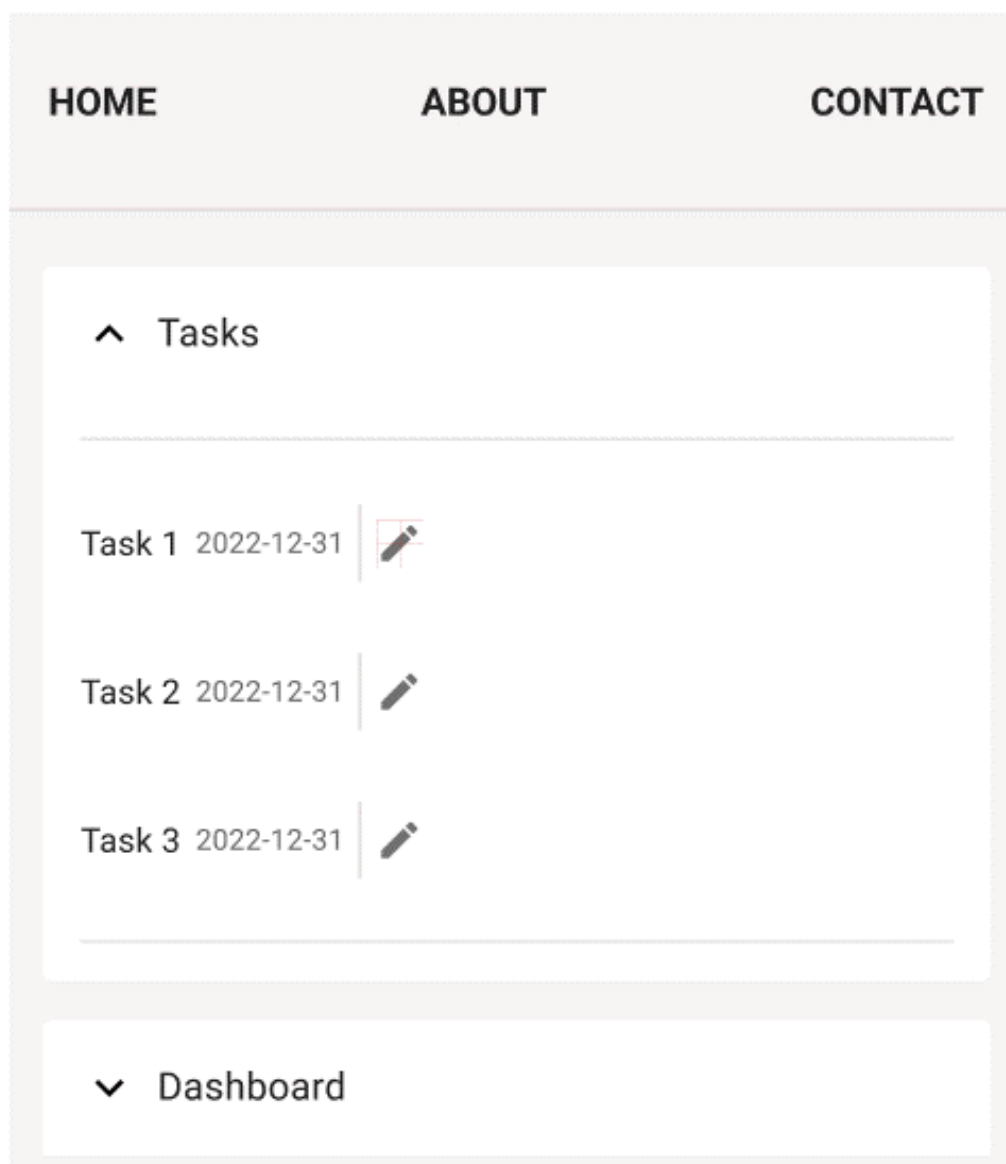 HOME ABOUT CONTACT
Tasks
Task 1 2022-12-31
Task 2 2022-12-31
Task 3 2022-12-31
Dashboard